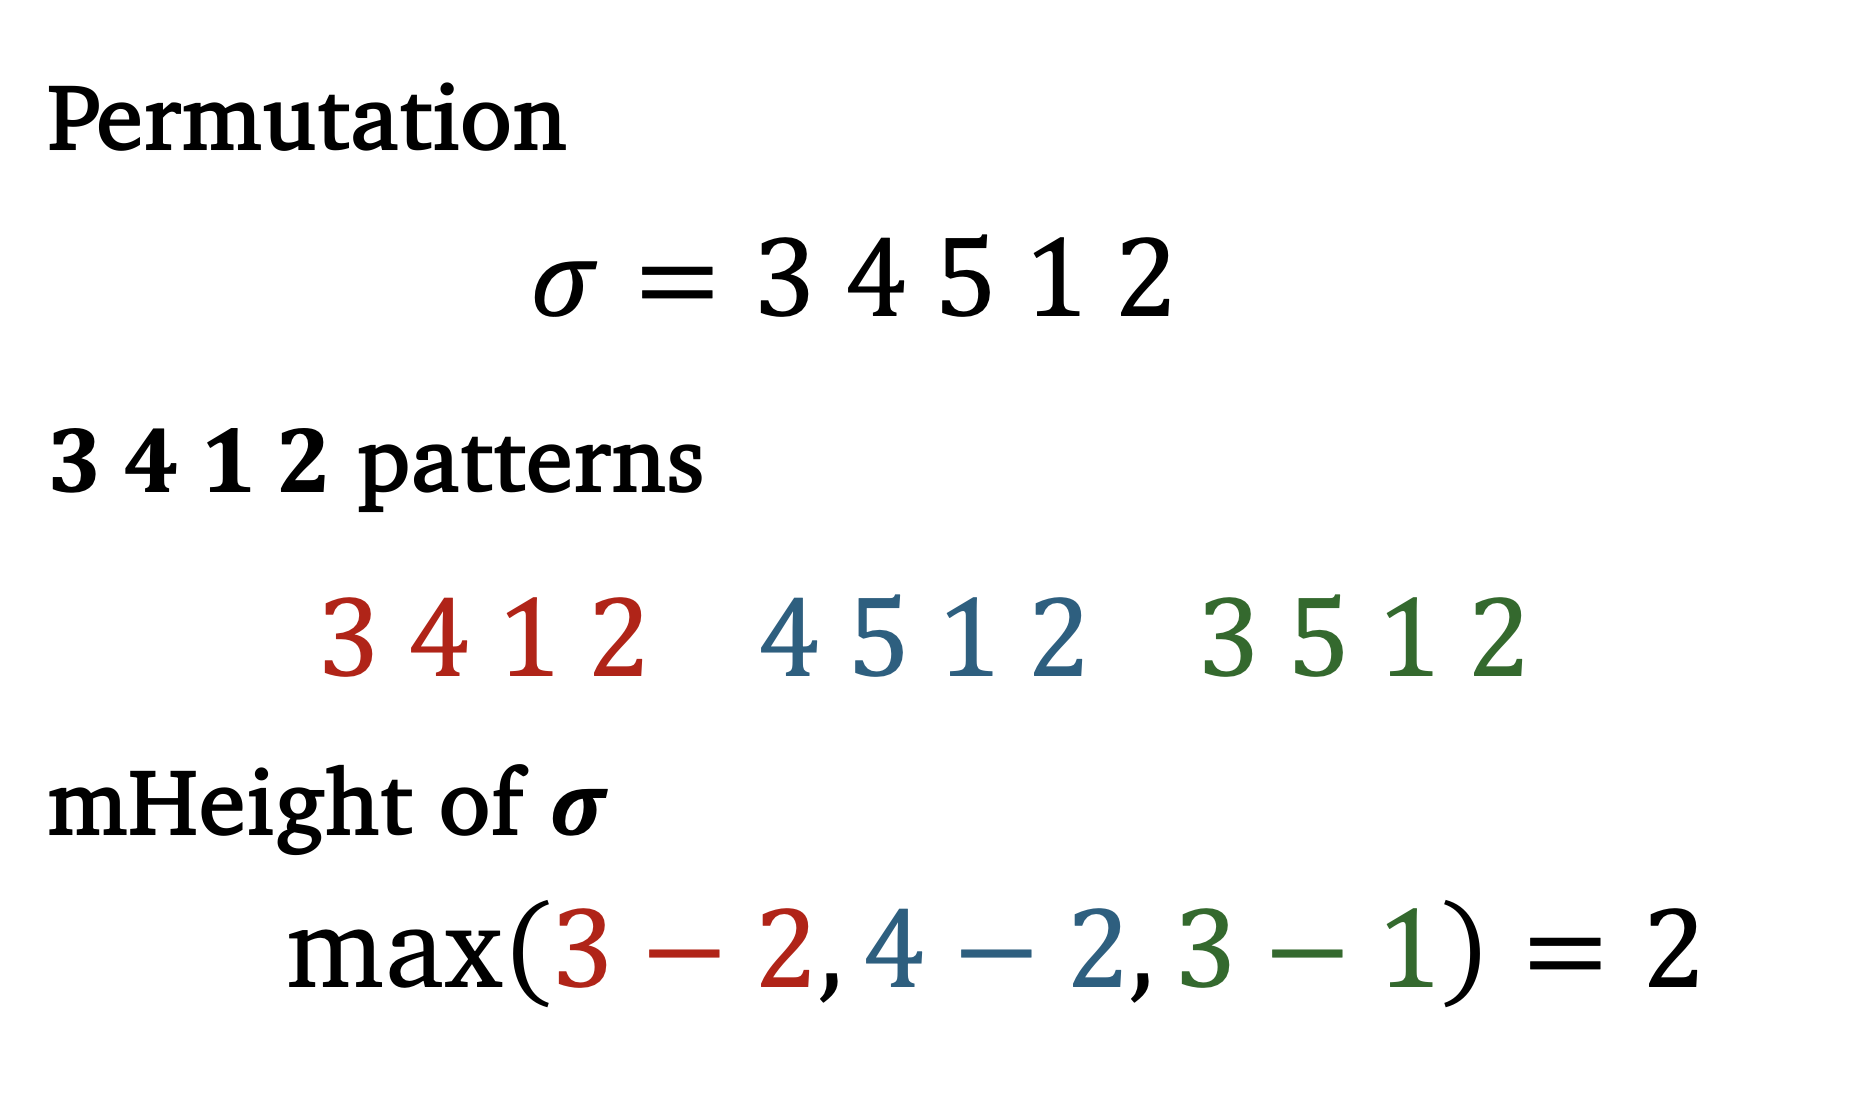 Permutation
σ = 3 4 5 1 2
3 4 1 2 patterns
3 4 1 2 4 5 1 2 3 5 1 2
mHeight of σ
max(3 − 2, 4 − 2, 3 − 1) = 2